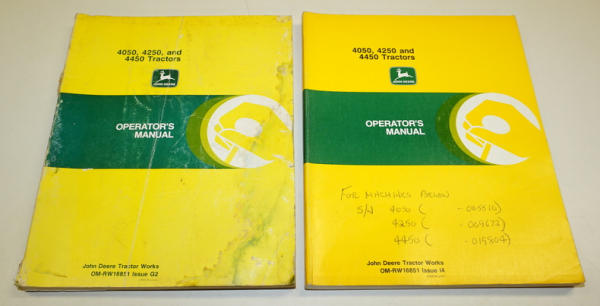 4050, 4250, and
4450 Tractors
JOHN DEERE
OPERATOR'S
MANUAL
John Deere Tractor Works
OM-RW16851 Issue G2
4050, 4250 and
4450 Tractors
JOHN DEERE
OPERATOR'S
MANUAL
FOR MACHINES BELOW
S/N 4050 ( - 005516)
4250 ( - 009672)
4450 ( - 019804)
John Deere Tractor Works
OM-RW16851 Issue I4